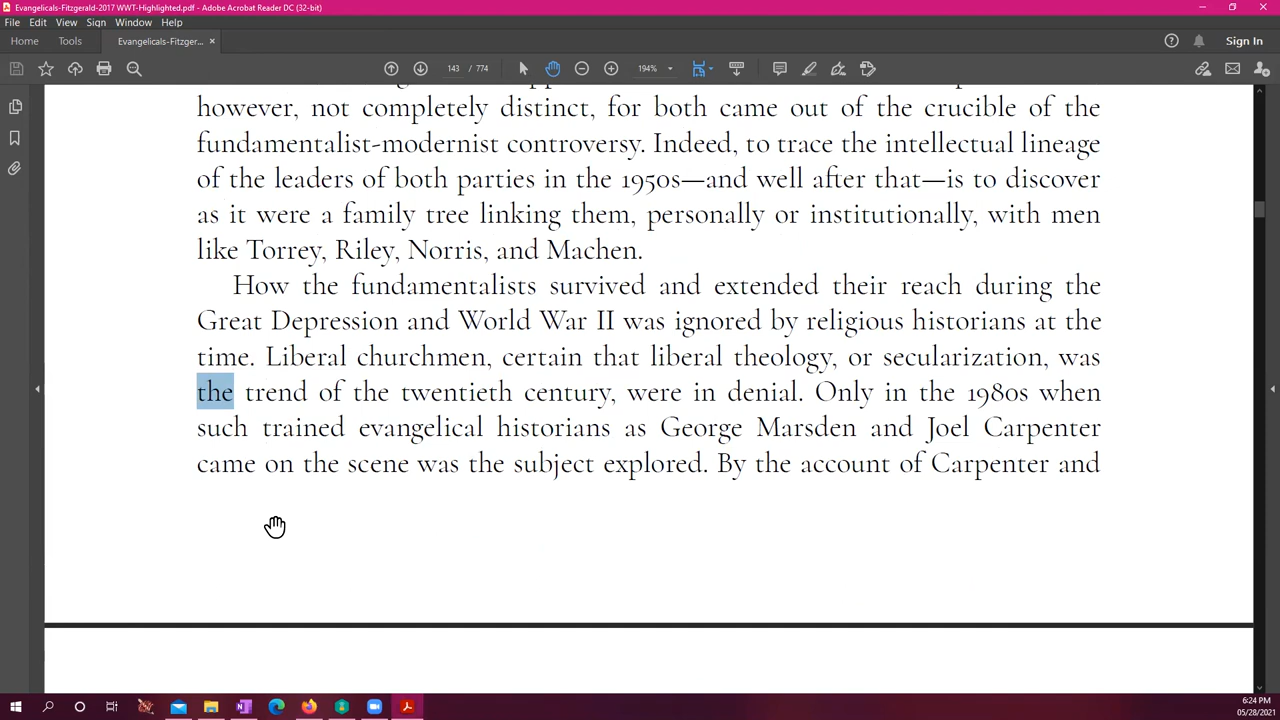 Evangelicals-Fitzgerald-2017 WWT-Highlighted.pdf - Adobe Acrobat Reader DC (32-bit)
File Edit View Sign Window Help
Home Tools Evangelicals-Fitzger... × Sign In
143 / 774 194%
however, not completely distinct, for both came out of the crucible of the
fundamentalist-modernist controversy. Indeed, to trace the intellectual lineage
of the leaders of both parties in the 1950s—and well after that—is to discover
as it were a family tree linking them, personally or institutionally, with men
like Torrey, Riley, Norris, and Machen.
How the fundamentalists survived and extended their reach during the
Great Depression and World War II was ignored by religious historians at the
time. Liberal churchmen, certain that liberal theology, or secularization, was
the trend of the twentieth century, were in denial. Only in the 1980s when
such trained evangelical historians as George Marsden and Joel Carpenter
came on the scene was the subject explored. By the account of Carpenter and
6:24 PM
05/28/2021